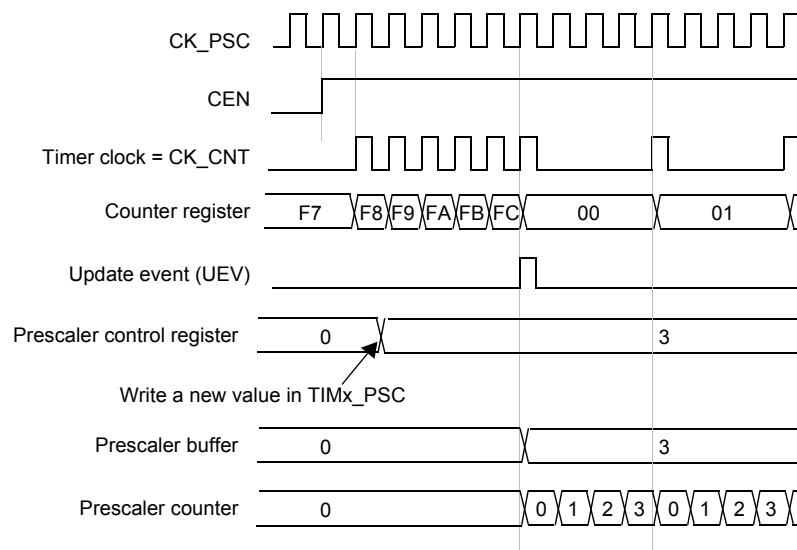 CK_PSC
CEN
Timer clock = CK_CNT
Counter register F7 F8 F9 FA FB FC 00 01
Update event (UEV)
Prescaler control register 0 3
Write a new value in TIMx_PSC
Prescaler buffer 0 3
Prescaler counter 0 0 1 2 3 0 1 2 3